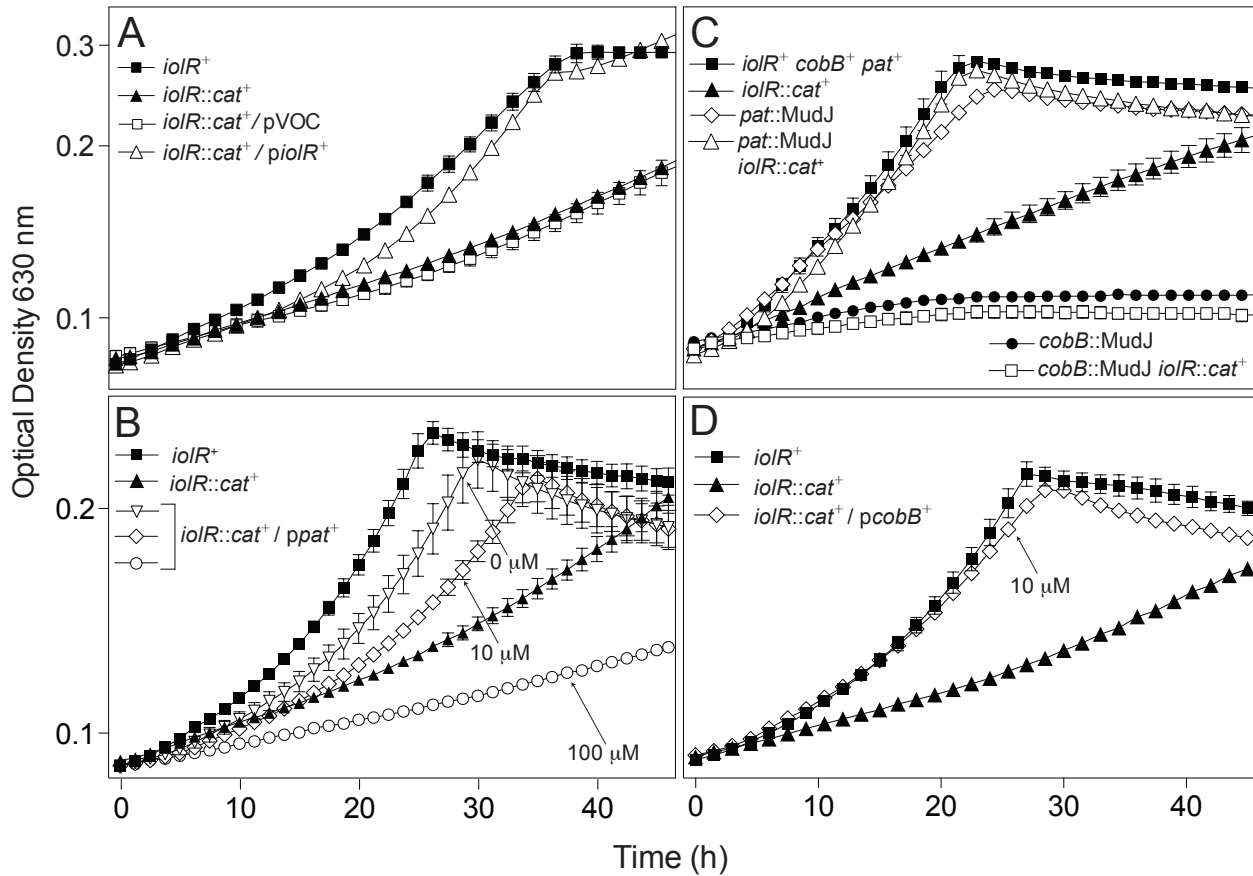 A
iolR⁺
iolR::cat⁺
iolR::cat⁺/ pVOC
iolR::cat⁺ / piolR⁺
0.3
0.2
0.1
C
iolR⁺ cobB⁺ pat⁺
iolR::cat⁺
pat::MudJ
pat::MudJ
iolR::cat⁺
cobB::MudJ
cobB::MudJ iolR::cat⁺
Optical Density 630 nm
B
iolR⁺
iolR::cat⁺
iolR::cat⁺ / ppat⁺
0 µM
10 µM
100 µM
0.2
0.1
0
10
20
30
40
D
iolR⁺
iolR::cat⁺
iolR::cat⁺ / pcobB⁺
10 µM
0
10
20
30
40
Time (h)